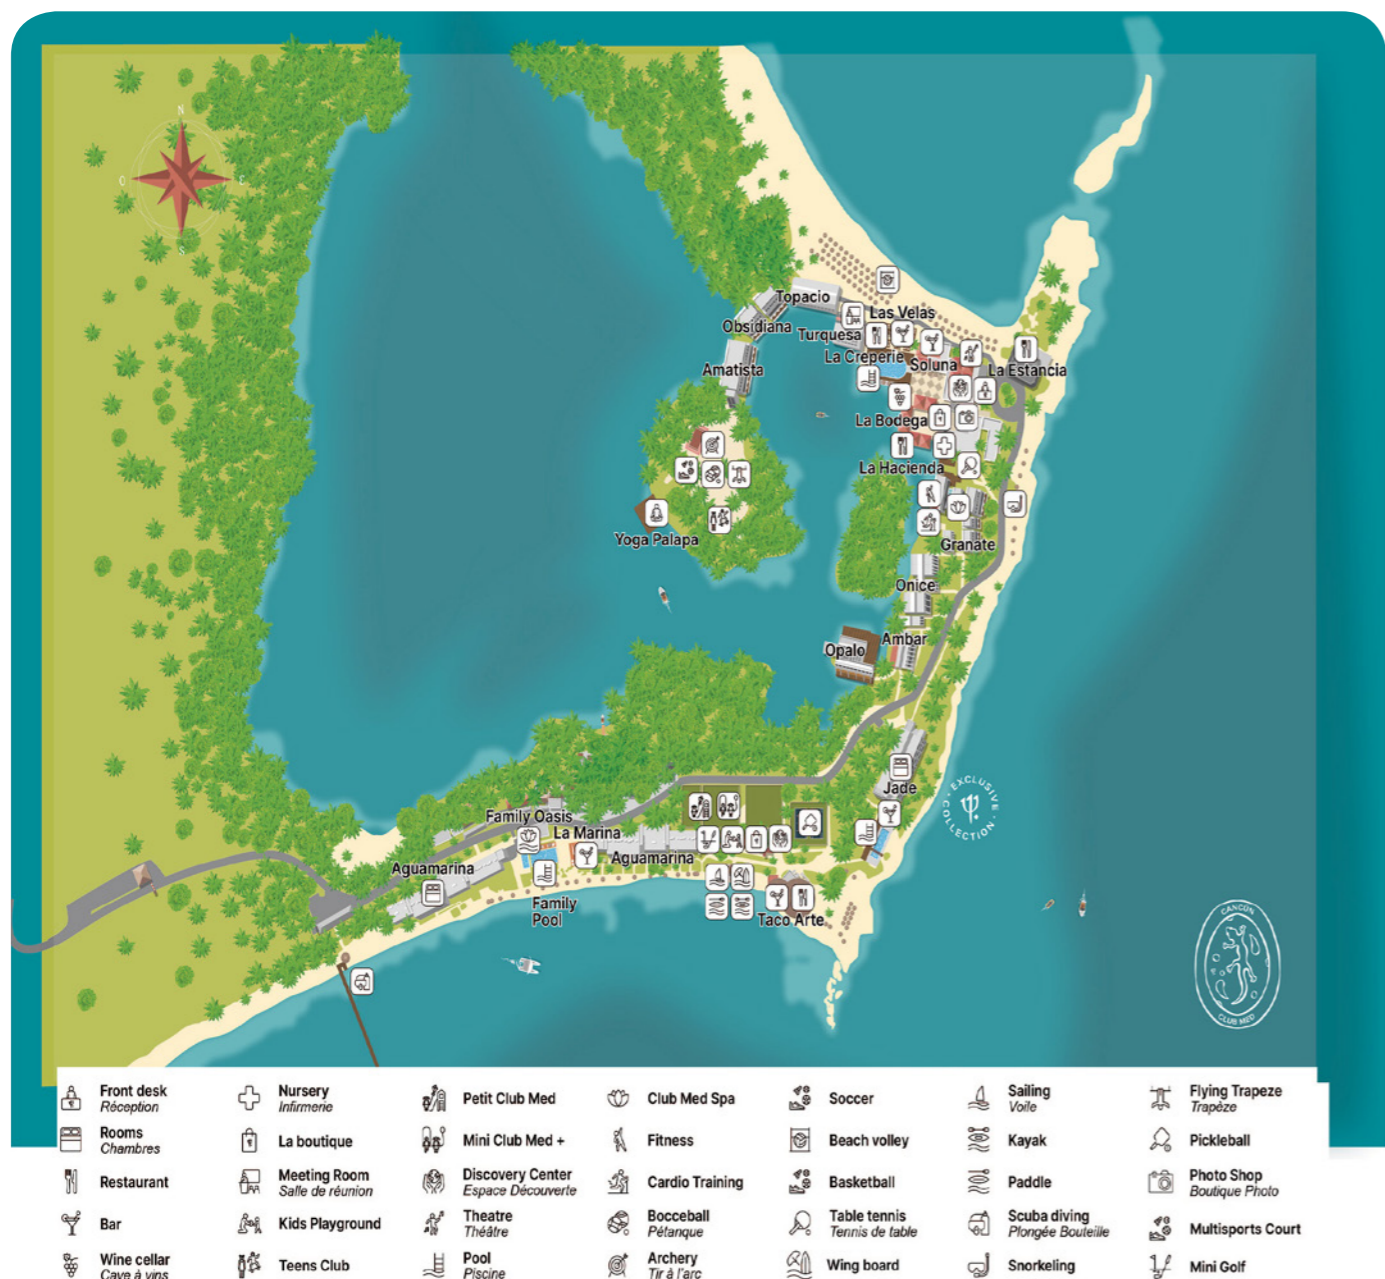 N
O
E
S
Topacio
Obsidiana
Las Velas
Turquesa
La Creperie
Soluna
La Estancia
Amatista
La Bodega
La Hacienda
Yoga Palapa
Granate
Onice
Ambar
Opalo
Jade
EXCLUSIVE
COLLECTION
Family Oasis
La Marina
Aguamarina
Aguamarina
Family
Pool
Taco Arte
CANCÚN
CLUB MED
Front desk
Réception
Nursery
Infirmerie
Petit Club Med
Club Med Spa
Soccer
Sailing
Voile
Flying Trapeze
Trapèze
Rooms
Chambres
La boutique
Mini Club Med +
Fitness
Beach volley
Kayak
Pickleball
Restaurant
Meeting Room
Salle de réunion
Discovery Center
Espace Découverte
Cardio Training
Basketball
Paddle
Photo Shop
Boutique Photo
Bar
Kids Playground
Theatre
Théâtre
Bocceball
Pétanque
Table tennis
Tennis de table
Scuba diving
Plongée Bouteille
Multisports Court
Wine cellar
Cave à vins
Teens Club
Pool
Piscine
Archery
Tir à l'arc
Wing board
Snorkeling
Mini Golf